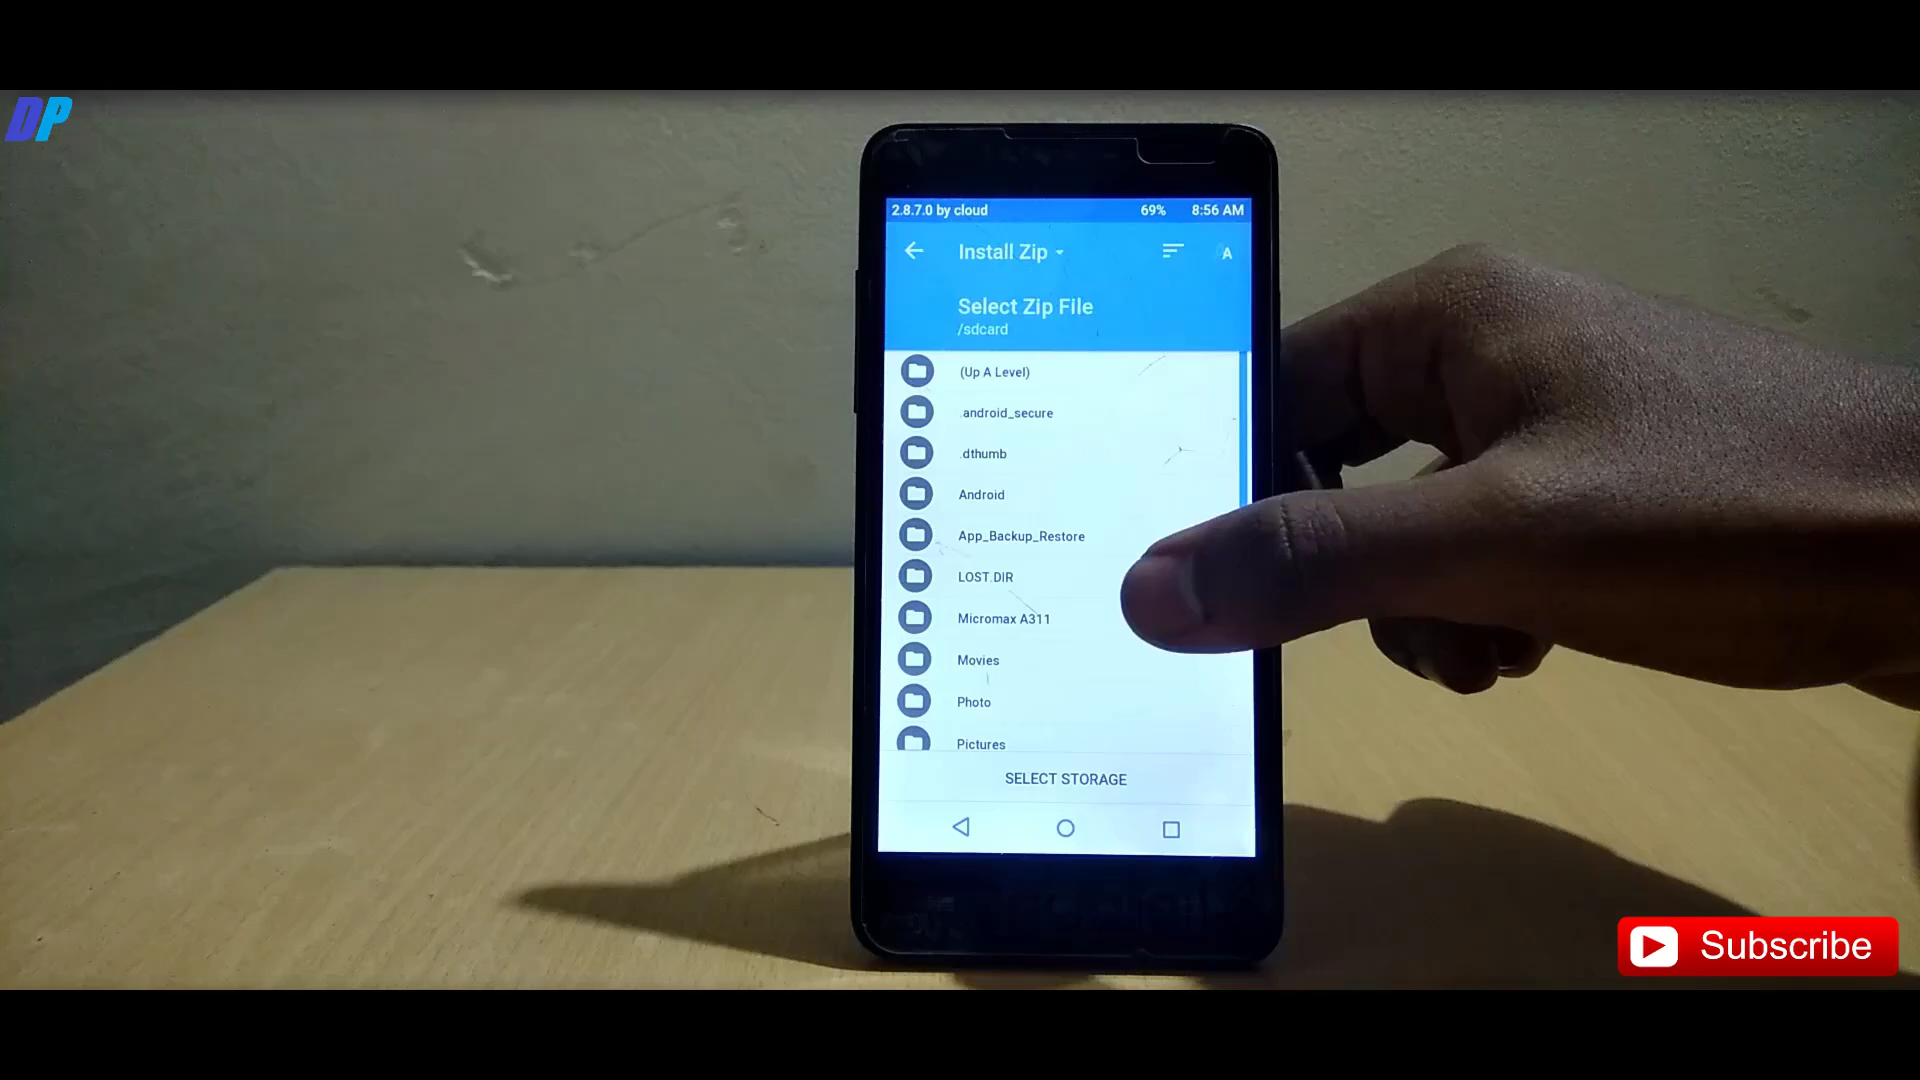 DP
2.8.7.0 by cloud 69% 8:56 AM
Install Zip
A
Select Zip File
/sdcard
(Up A Level)
.android_secure
.dthumb
Android
App_Backup_Restore
LOST.DIR
Micromax A311
Movies
Photo
Pictures
SELECT STORAGE
Subscribe